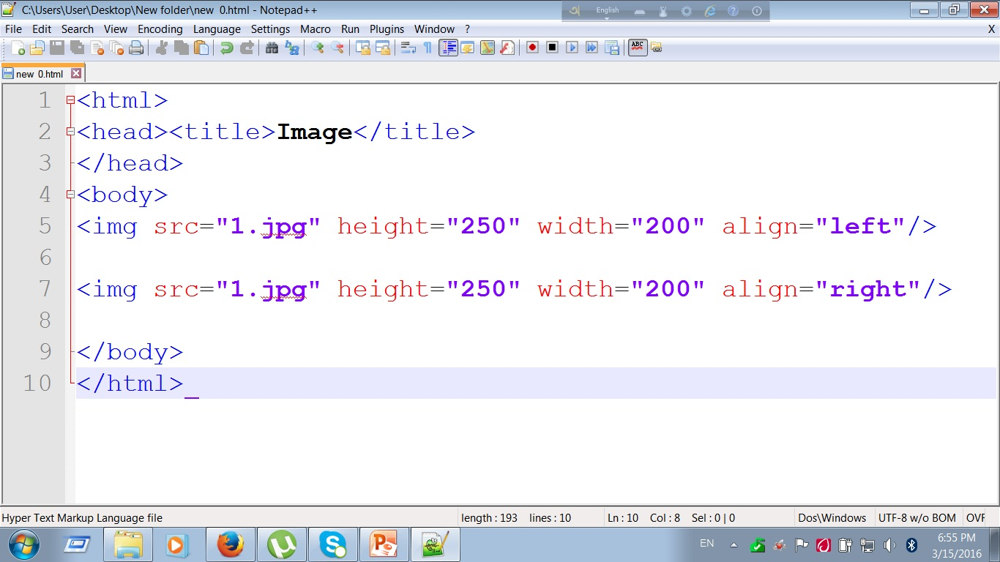 C:\Users\User\Desktop\New folder\new  0.html - Notepad++
English
File Edit Search View Encoding Language Settings Macro Run Plugins Window ? X
ABC
new  0.html
1 <html>
2 <head><title>Image</title>
3 </head>
4 <body>
5 <img src="1.jpg" height="250" width="200" align="left"/>
6
7 <img src="1.jpg" height="250" width="200" align="right"/>
8
9 </body>
10 </html>
Hyper Text Markup Language file length : 193 lines : 10 Ln : 10 Col : 8 Sel : 0 | 0 Dos\Windows UTF-8 w/o BOM OVR
EN 6:55 PM
3/15/2016